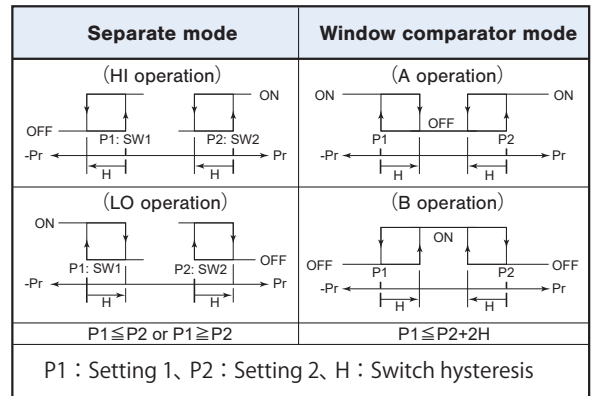 Separate mode
Window comparator mode
(HI operation)
ON
OFF
P1: SW1
P2: SW2
-Pr
Pr
H
H
(A operation)
ON
ON
OFF
P1
P2
-Pr
Pr
H
H
(LO operation)
ON
P1: SW1
P2: SW2
OFF
-Pr
Pr
H
H
(B operation)
ON
OFF
P1
P2
OFF
-Pr
Pr
H
H
P1≦P2 or P1≧P2
P1≦P2+2H
P1：Setting 1、P2：Setting 2、H：Switch hysteresis